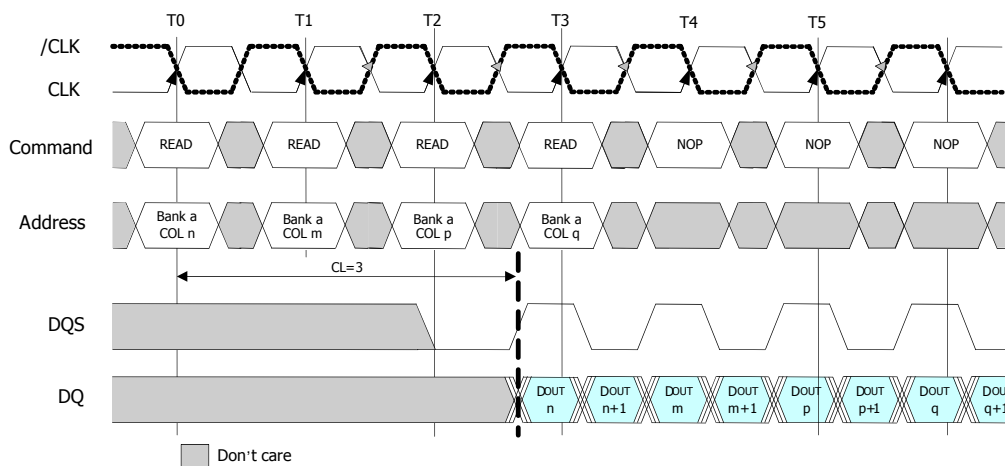 T0 T1 T2 T3 T4 T5
/CLK
CLK
Command READ READ READ READ NOP NOP NOP
Address Bank a COL n Bank a COL m Bank a COL p Bank a COL q
CL=3
DQS
DQ DOUT n DOUT n+1 DOUT m DOUT m+1 DOUT p DOUT p+1 DOUT q DOUT q+1
Don't care